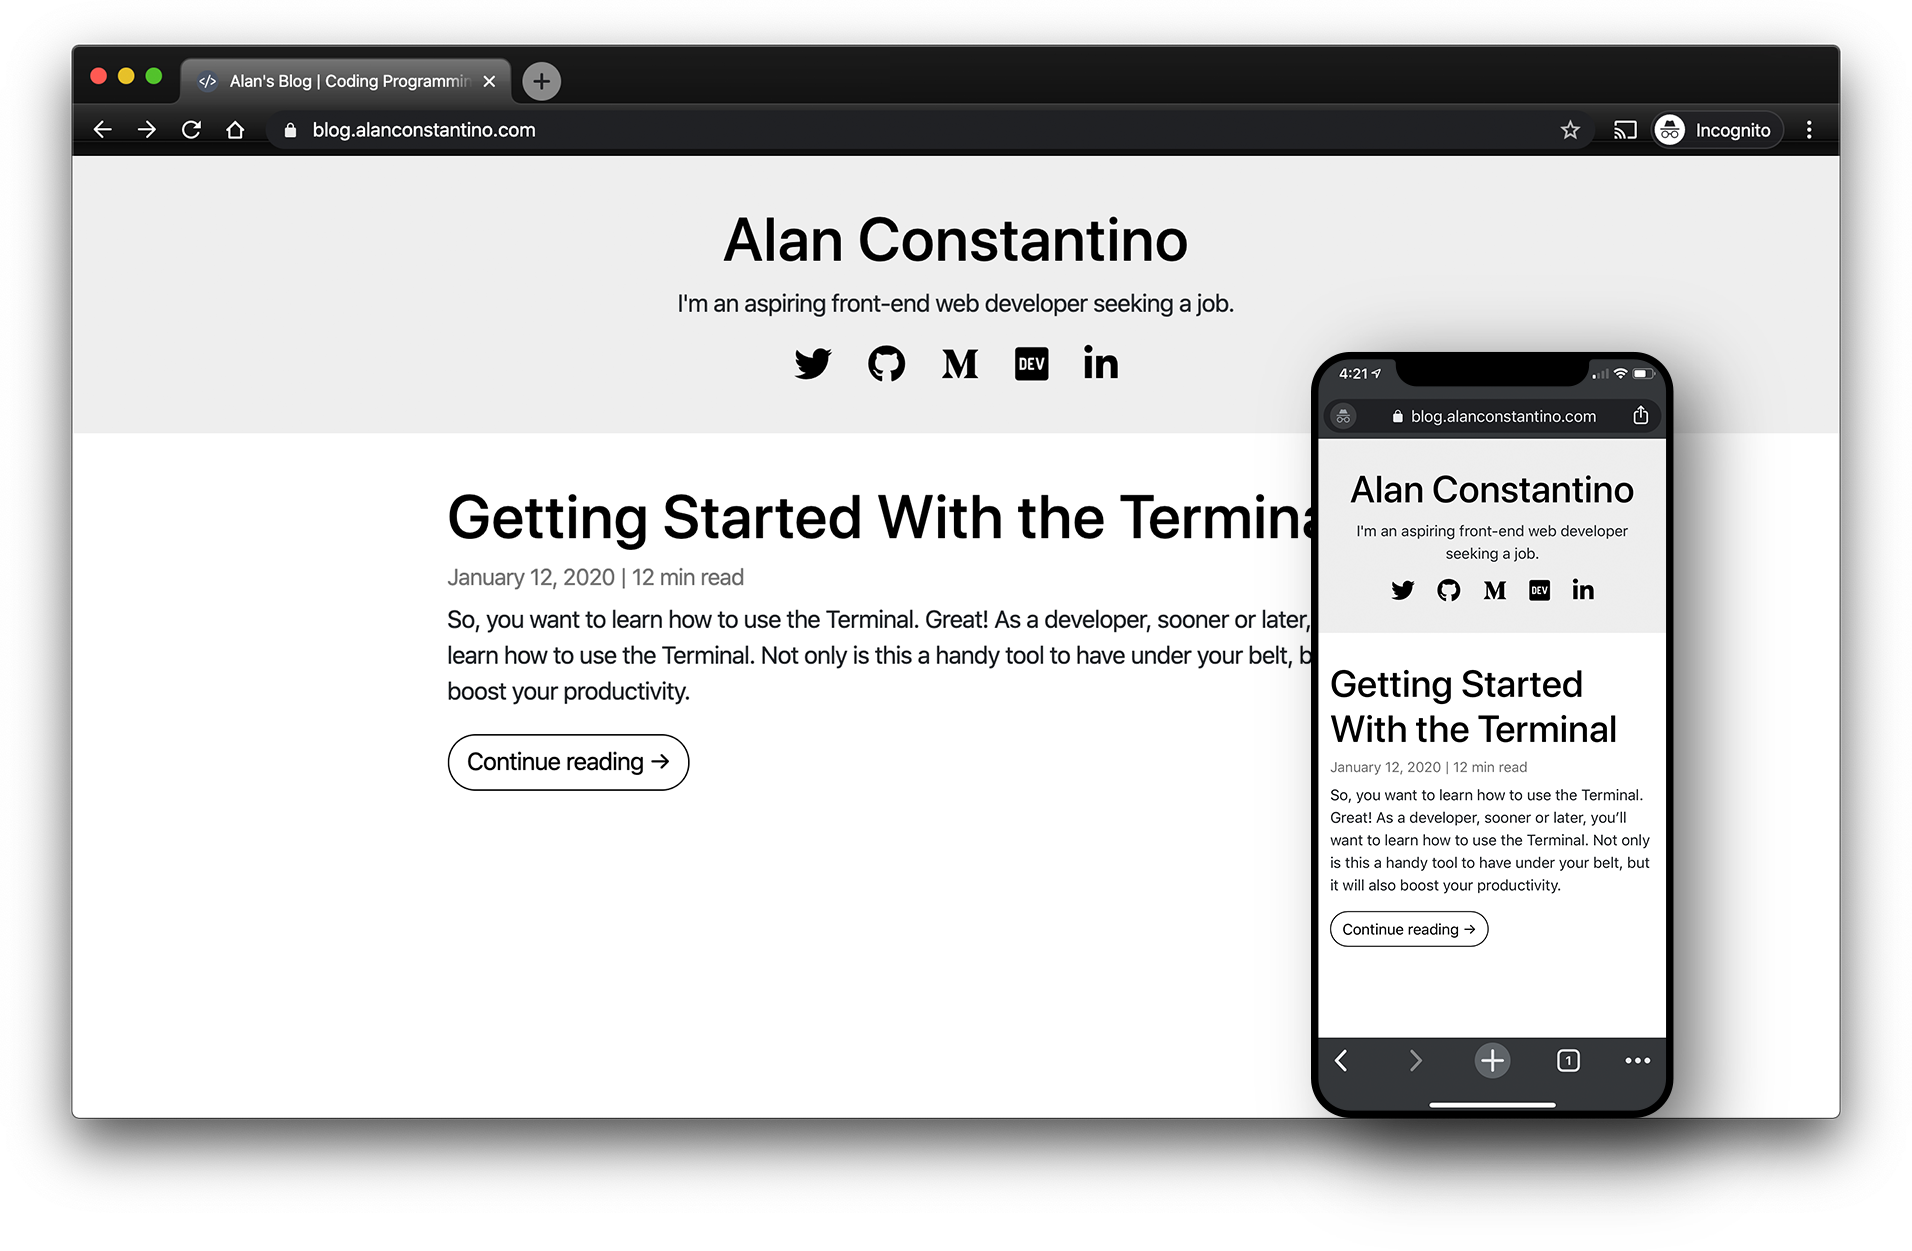 Alan's Blog | Coding Programmin
blog.alanconstantino.com
Incognito
Alan Constantino
I'm an aspiring front-end web developer seeking a job.
M DEV in
Getting Started With the Termina
January 12, 2020 | 12 min read
So, you want to learn how to use the Terminal. Great! As a developer, sooner or later,
learn how to use the Terminal. Not only is this a handy tool to have under your belt, b
boost your productivity.
Continue reading →
4:21
blog.alanconstantino.com
Alan Constantino
I'm an aspiring front-end web developer
seeking a job.
M DEV in
Getting Started
With the Terminal
January 12, 2020 | 12 min read
So, you want to learn how to use the Terminal.
Great! As a developer, sooner or later, you’ll
want to learn how to use the Terminal. Not only
is this a handy tool to have under your belt, but
it will also boost your productivity.
Continue reading →
1